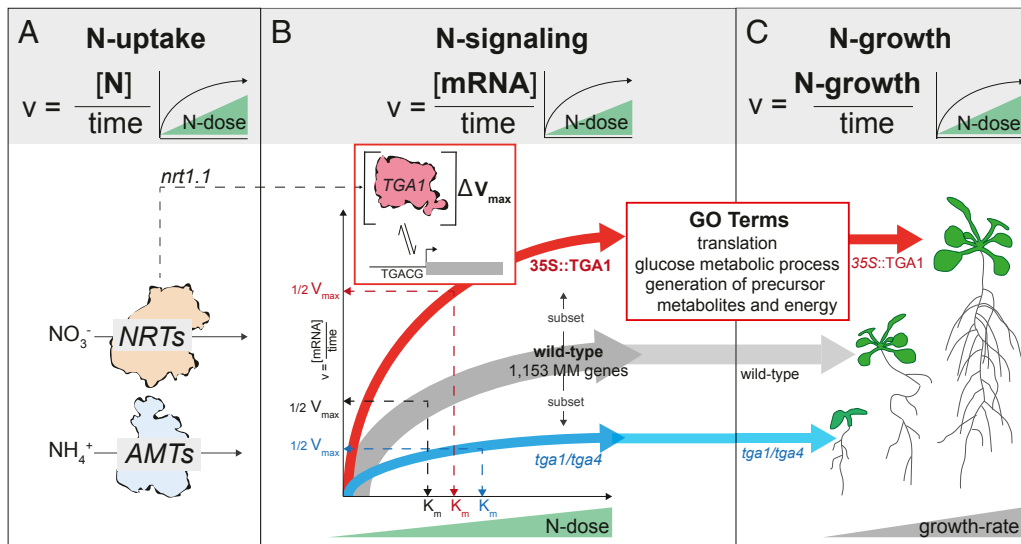 A
N-uptake
v = [N]
time
N-dose
nrt1.1
NO₃⁻
NRTs
NH₄⁺
AMTs
B
N-signaling
v = [mRNA]
time
N-dose
TGA1
Δ Vmax
TGACG
35S::TGA1
1/2 Vmax
v = [mRNA]
time
1/2 Vmax
1/2 Vmax
subset
wild-type
1,153 MM genes
subset
tga1/tga4
Km Km Km
N-dose
GO Terms
translation
glucose metabolic process
generation of precursor
metabolites and energy
C
N-growth
v = N-growth
time
N-dose
35S::TGA1
wild-type
tga1/tga4
growth-rate